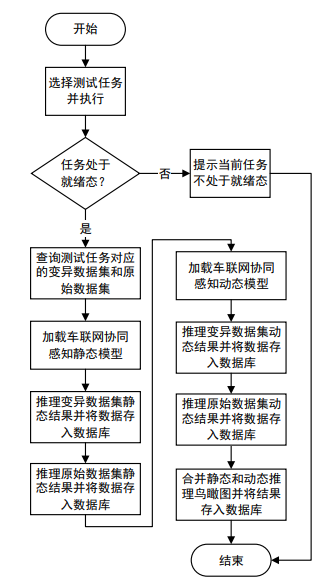 开始
选择测试任务
并执行
任务处于
就绪态?
否
提示当前任务
不处于就绪态
是
查询测试任务对应
的变异数据集和原
始数据集
加载车联网协同
感知静态模型
推理变异数据集静
态结果并将数据存
入数据库
推理原始数据集静
态结果并将数据存
入数据库
加载车联网协同
感知动态模型
推理变异数据集动
态结果并将数据存
入数据库
推理原始数据集动
态结果并将数据存
入数据库
合并静态和动态推
理鸟瞰图并将结果
存入数据库
结束